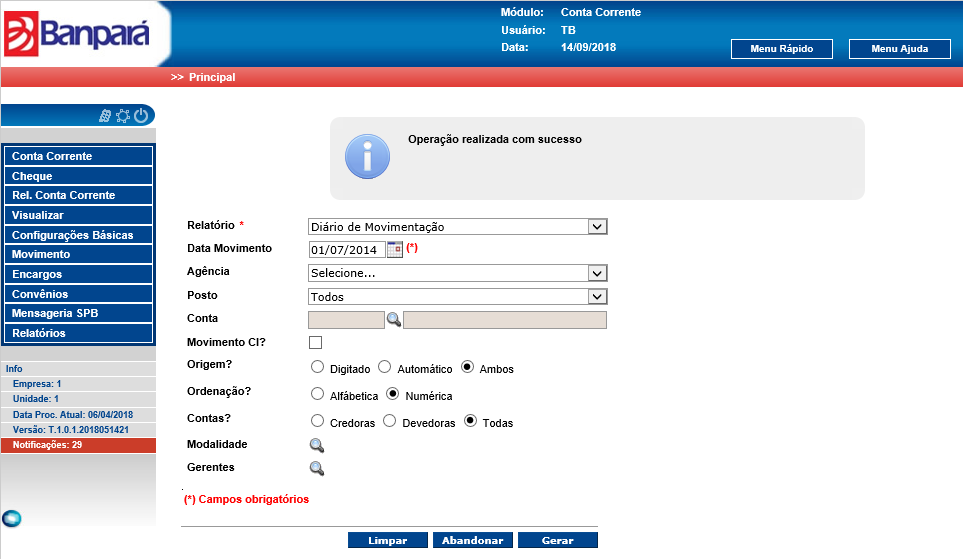 Banpará
Módulo: Conta Corrente
Usuário: TB
Data: 14/09/2018
Menu Rápido
Menu Ajuda
>> Principal
Operação realizada com sucesso
Conta Corrente
Cheque
Rel. Conta Corrente
Visualizar
Configurações Básicas
Movimento
Encargos
Convênios
Mensageria SPB
Relatórios
Info
Empresa: 1
Unidade: 1
Data Proc. Atual: 06/04/2018
Versão: T.1.0.1.2018051421
Notificações: 29
Relatório * Diário de Movimentação
Data Movimento 01/07/2014 (*)
Agência Selecione...
Posto Todos
Conta
Movimento CI?
Origem? Digitado Automático Ambos
Ordenação? Alfábetica Numérica
Contas? Credoras Devedoras Todas
Modalidade
Gerentes
.
(*) Campos obrigatórios
Limpar Abandonar Gerar